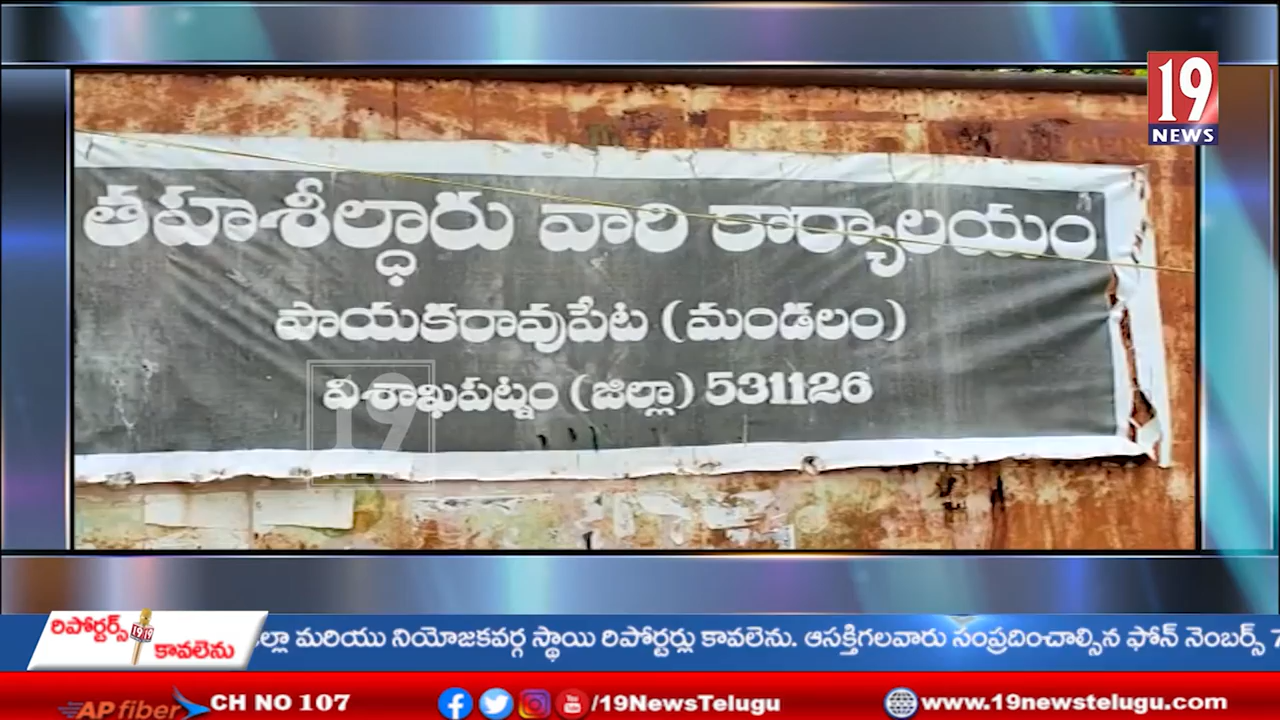 19
NEWS
తహశీల్ధారు వారి కార్యాలయం
పాయకరావుపేట (మండలం)
విశాఖపట్నం (జిల్లా) 531126
రిపోర్టర్స్
కావలెను
మరియు నియోజకవర్గ స్థాయి రిపోర్టర్లు కావలెను. ఆసక్తిగలవారు సంప్రదించాల్సిన ఫోన్ నెంబర్స్
AP fiber CH NO 107 /19NewsTelugu www.19newstelugu.com